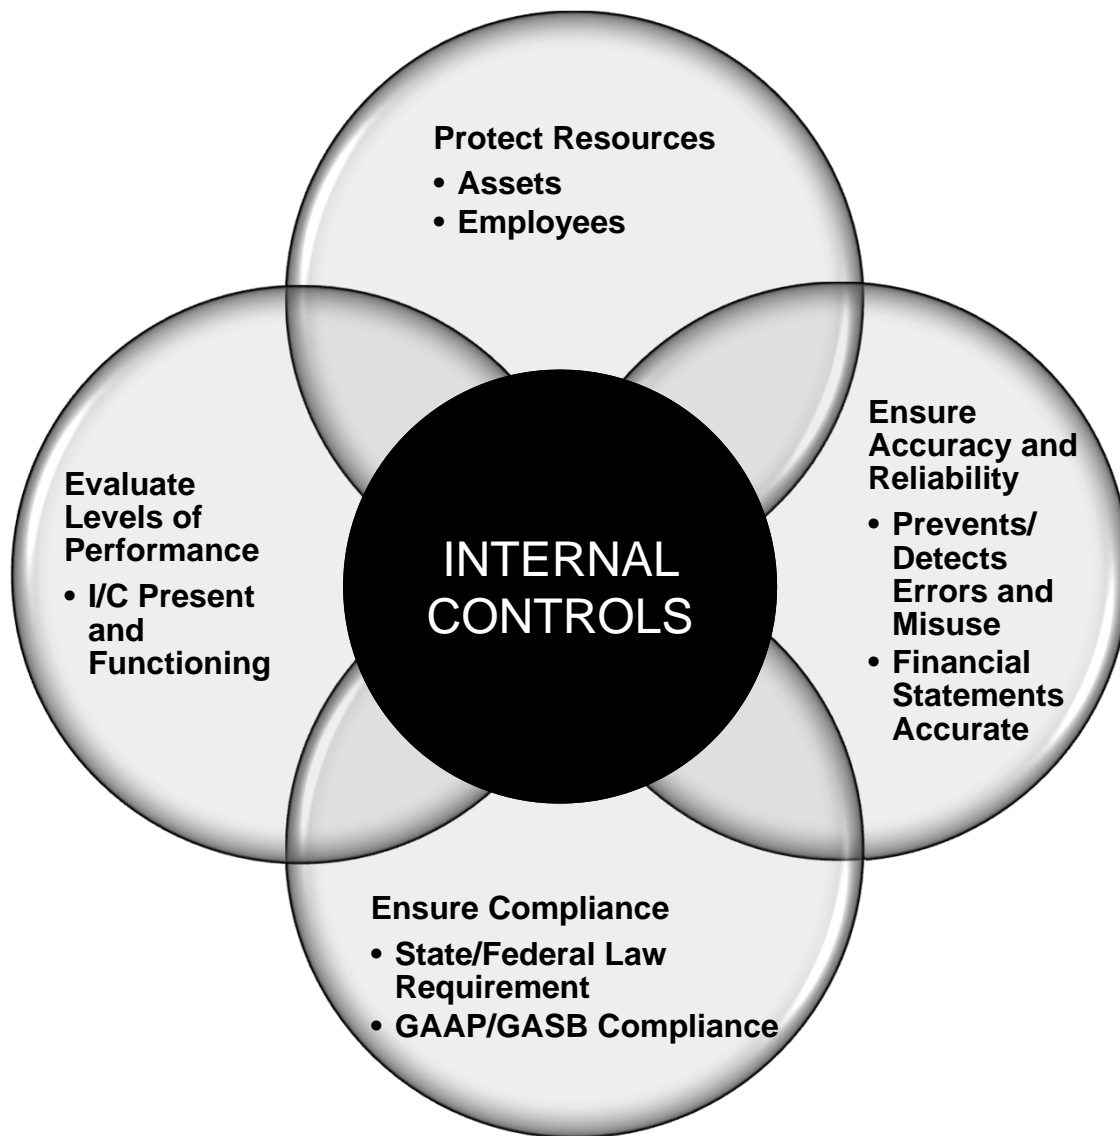 Protect Resources
• Assets
• Employees
Ensure
Accuracy and
Reliability
• Prevents/
Detects
Errors and
Misuse
• Financial
Statements
Accurate
Evaluate
Levels of
Performance
• I/C Present
and
Functioning
INTERNAL
CONTROLS
Ensure Compliance
• State/Federal Law
Requirement
• GAAP/GASB Compliance